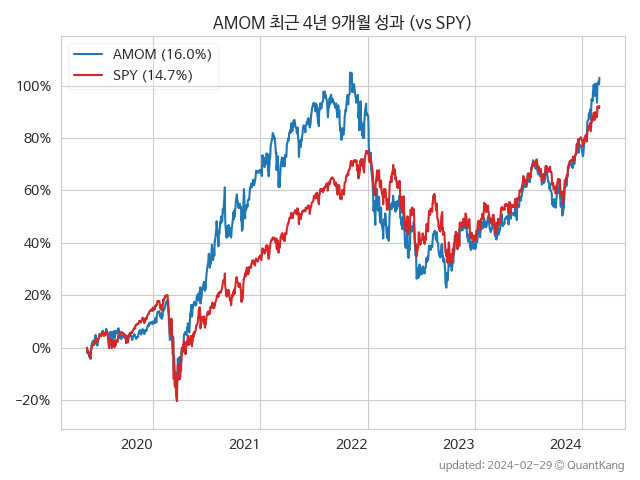 AMOM 최근 4년 9개월 성과 (vs SPY)
AMOM (16.0%)
SPY (14.7%)
100%
80%
60%
40%
20%
0%
−20%
2020 2021 2022 2023 2024
updated: 2024-02-29 © QuantKang